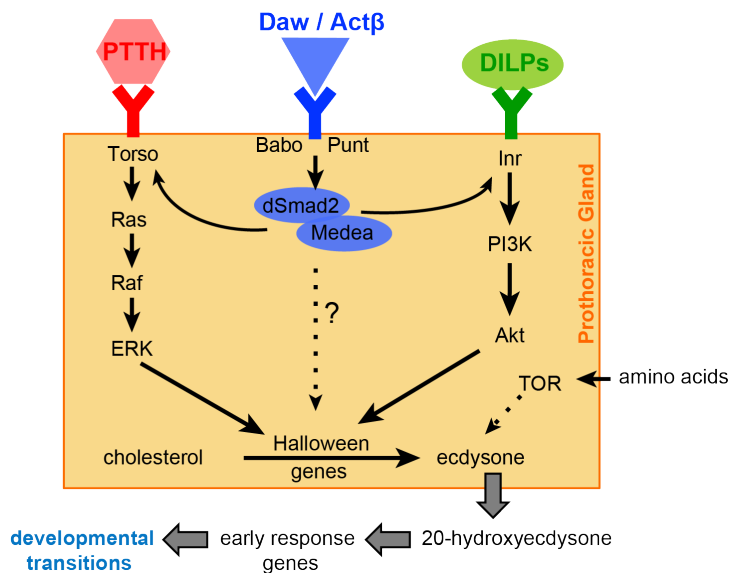 Daw / Actβ
PTTH
DILPs
Babo Punt
Torso
Inr
dSmad2
Medea
Ras
PI3K
Raf
?
ERK
Akt
Prothoracic Gland
TOR
amino acids
Halloween
genes
cholesterol
ecdysone
developmental
transitions
early response
genes
20-hydroxyecdysone